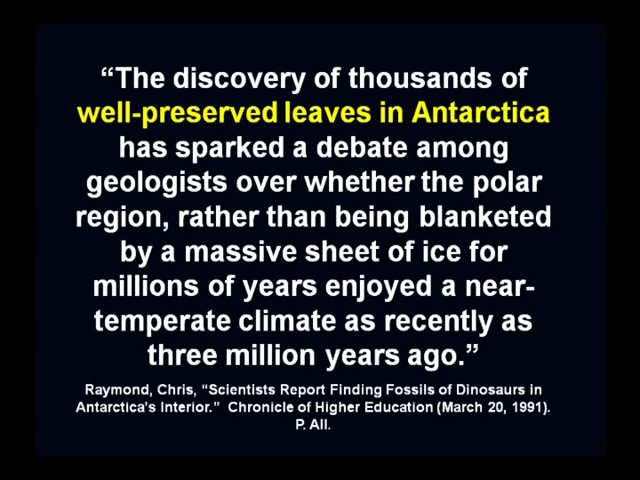 “The discovery of thousands of
well-preserved leaves in Antarctica
has sparked a debate among
geologists over whether the polar
region, rather than being blanketed
by a massive sheet of ice for
millions of years enjoyed a near-
temperate climate as recently as
three million years ago.”
Raymond, Chris, “Scientists Report Finding Fossils of Dinosaurs in
Antarctica’s Interior.” Chronicle of Higher Education (March 20, 1991).
P. All.